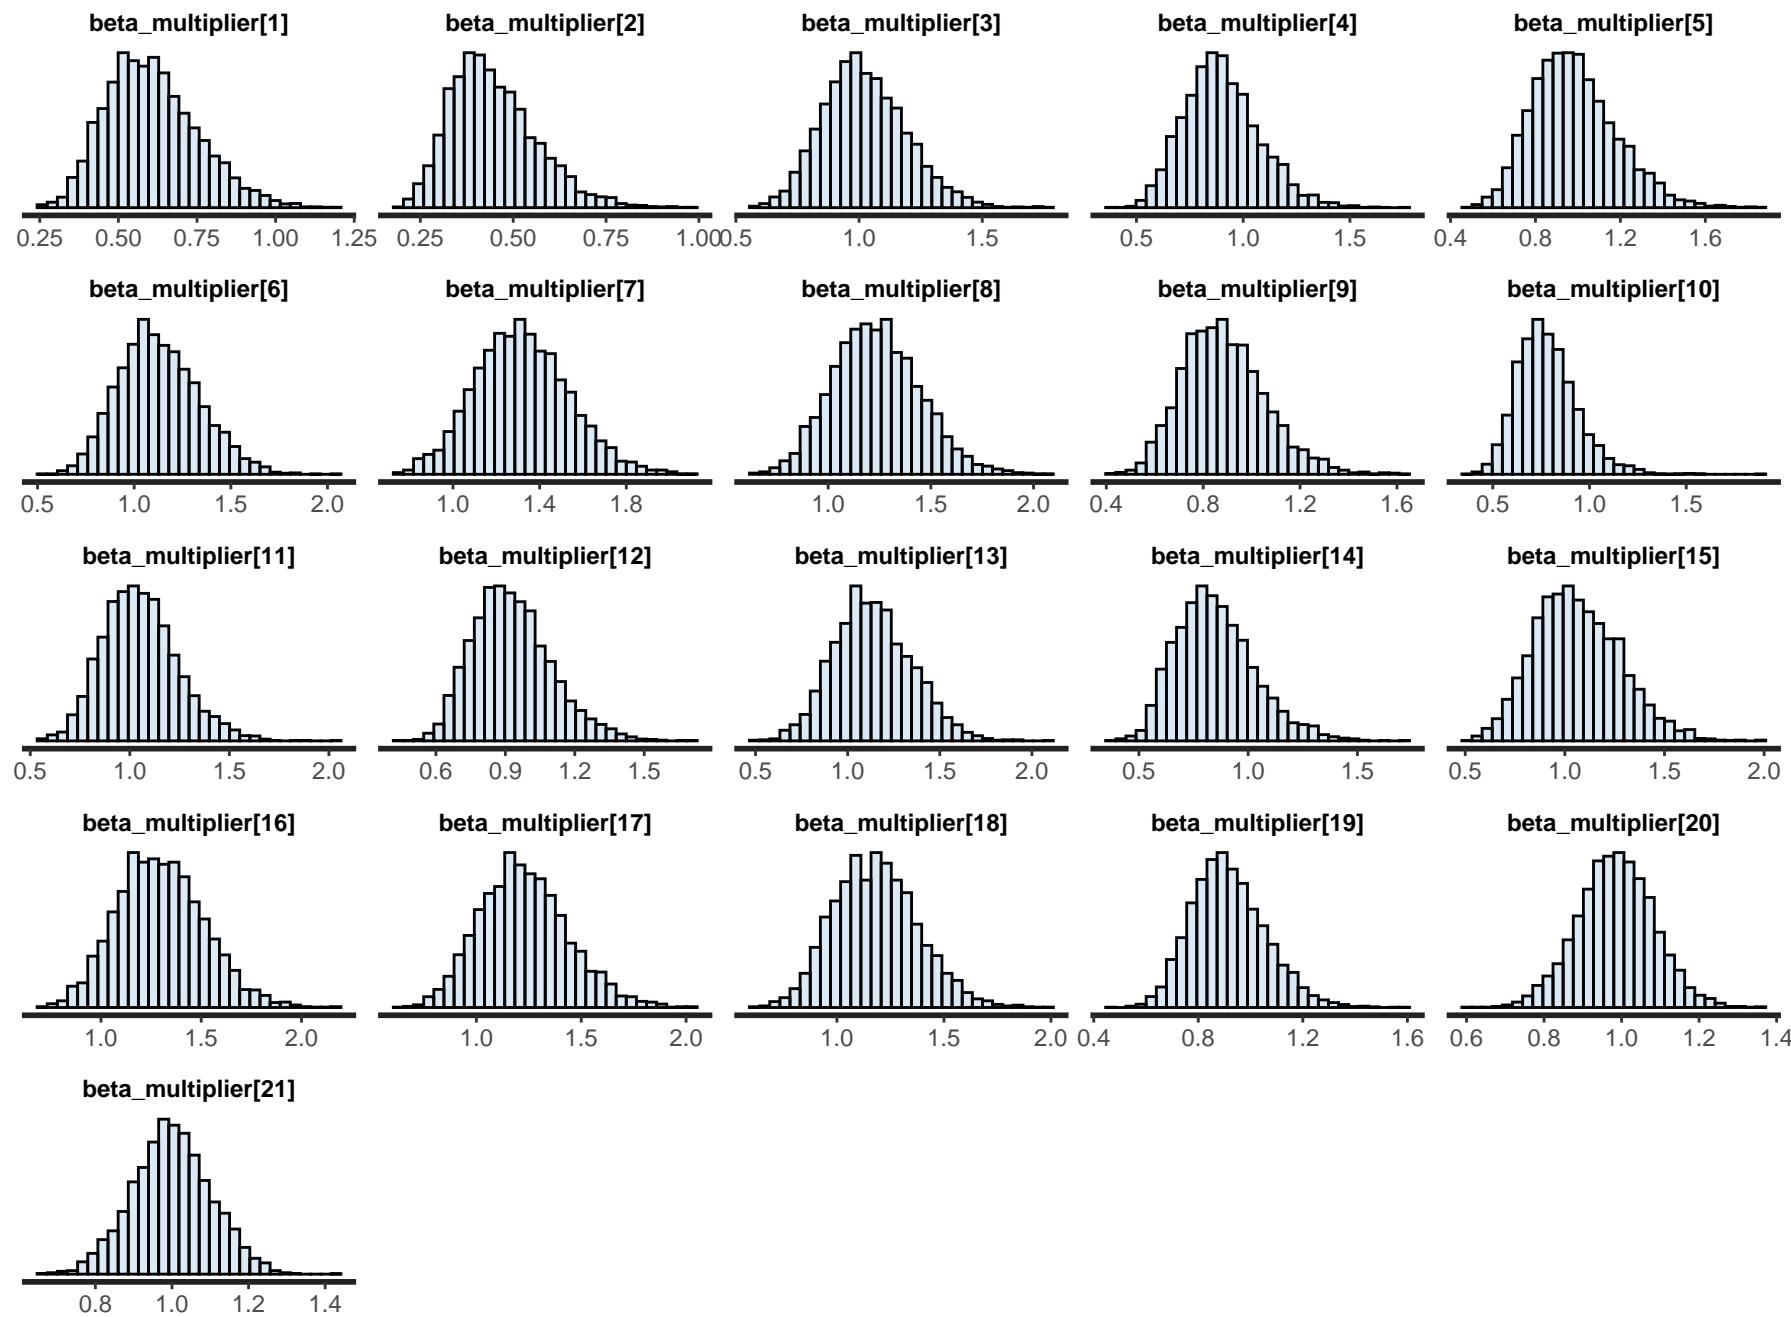 beta_multiplier[1] beta_multiplier[2] beta_multiplier[3] beta_multiplier[4] beta_multiplier[5]
0.25 0.50 0.75 1.00 1.25 0.25 0.50 0.75 1.00 0.5 1.0 1.5 0.5 1.0 1.5 0.4 0.8 1.2 1.6
beta_multiplier[6] beta_multiplier[7] beta_multiplier[8] beta_multiplier[9] beta_multiplier[10]
0.5 1.0 1.5 2.0 1.0 1.4 1.8 1.0 1.5 2.0 0.4 0.8 1.2 1.6 0.5 1.0 1.5
beta_multiplier[11] beta_multiplier[12] beta_multiplier[13] beta_multiplier[14] beta_multiplier[15]
0.5 1.0 1.5 2.0 0.6 0.9 1.2 1.5 0.5 1.0 1.5 2.0 0.5 1.0 1.5 0.5 1.0 1.5 2.0
beta_multiplier[16] beta_multiplier[17] beta_multiplier[18] beta_multiplier[19] beta_multiplier[20]
1.0 1.5 2.0 1.0 1.5 2.0 1.0 1.5 2.0 0.4 0.8 1.2 1.6 0.6 0.8 1.0 1.2 1.4
beta_multiplier[21]
0.8 1.0 1.2 1.4